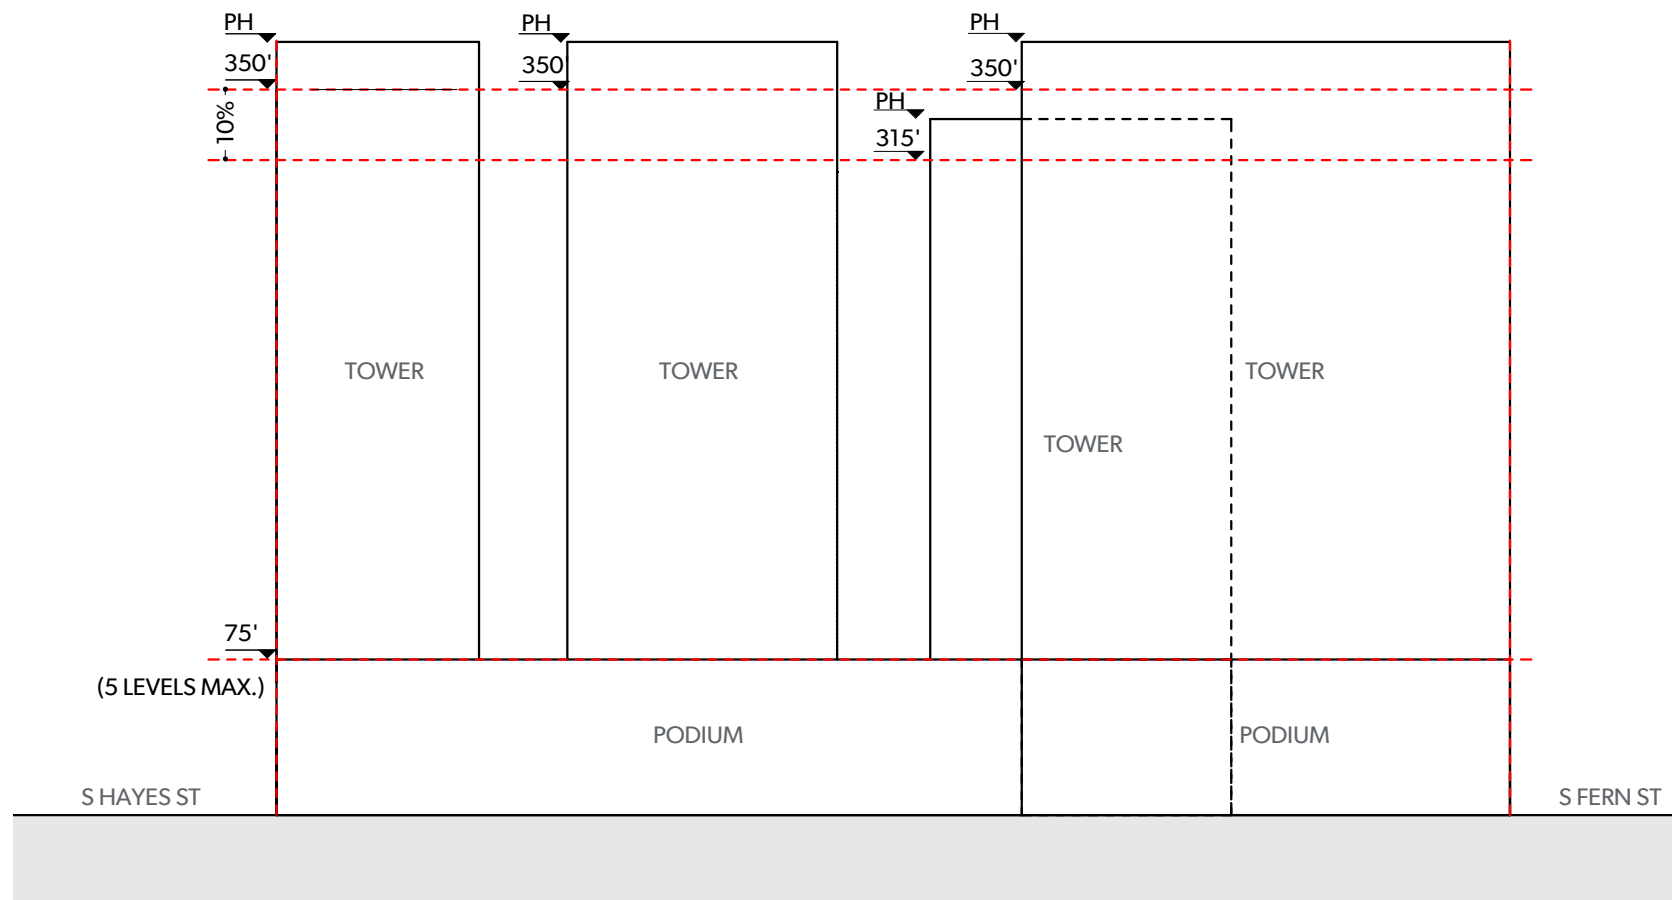 PH
PH
PH
350'
350
350'
10%
PH
315'
TOWER
TOWER
TOWER
TOWER
75'
(5 LEVELS MAX.)
PODIUM
PODIUM
S HAYES ST
S FERN ST